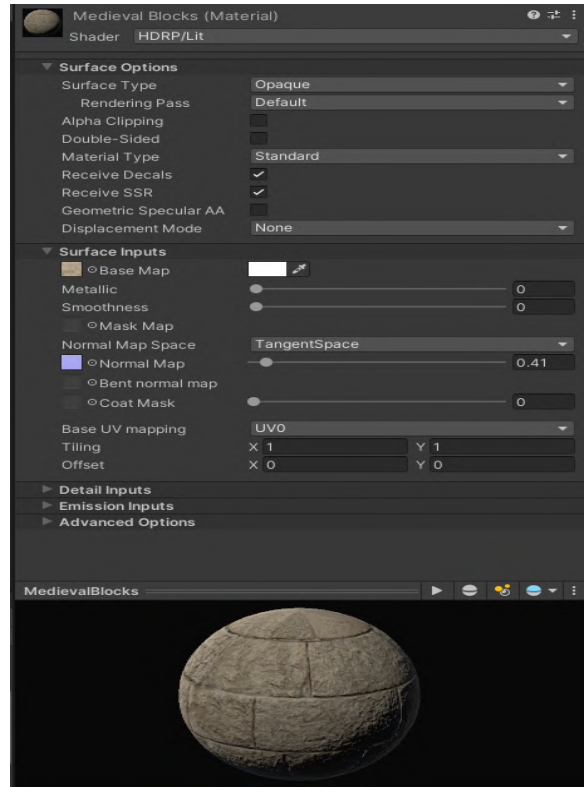 Medieval Blocks (Material)
Shader HDRP/Lit
Surface Options
Surface Type Opaque
Rendering Pass Default
Alpha Clipping
Double-Sided
Material Type Standard
Receive Decals
Receive SSR
Geometric Specular AA
Displacement Mode None
Surface Inputs
Base Map
Metallic 0
Smoothness 0
Mask Map
Normal Map Space TangentSpace
Normal Map 0.41
Bent normal map
Coat Mask 0
Base UV mapping UV0
Tiling X 1 Y 1
Offset X 0 Y 0
Detail Inputs
Emission Inputs
Advanced Options
MedievalBlocks